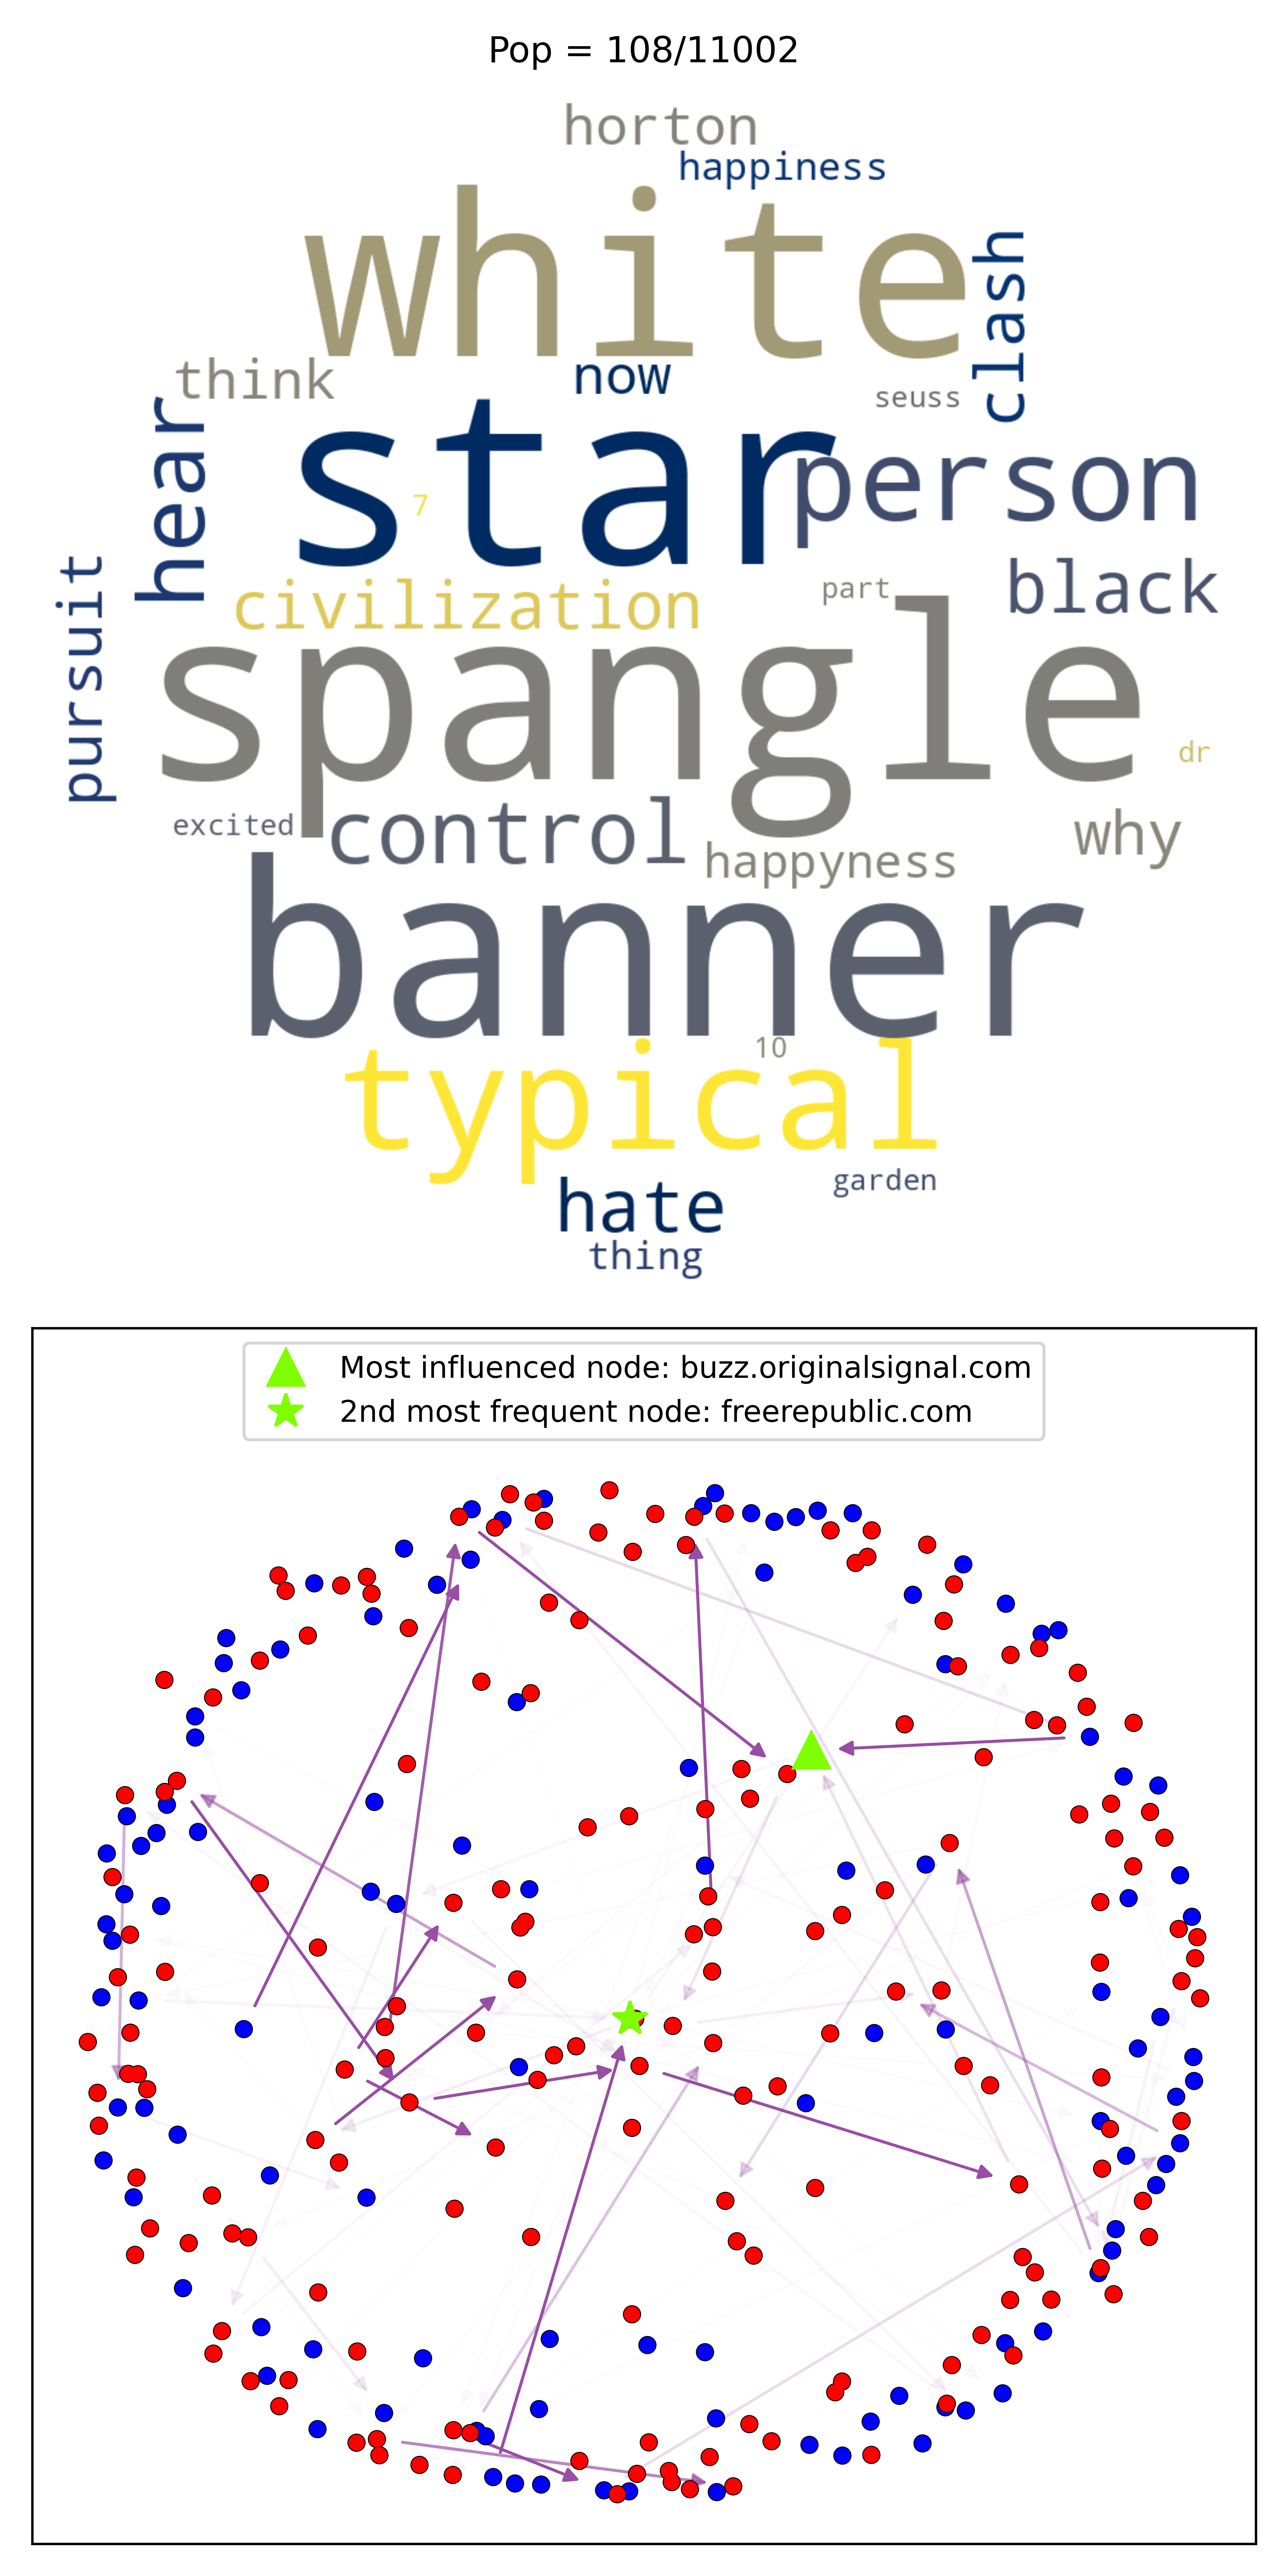 Pop = 108/11002
horton
happiness
white
clash
think
now
seuss
hear
star
7
person
pursuit
civilization
part
black
spangle
dr
excited
control
happyness
why
banner
10
typical
garden
hate
thing
Most influenced node: buzz.originalsignal.com
2nd most frequent node: freerepublic.com